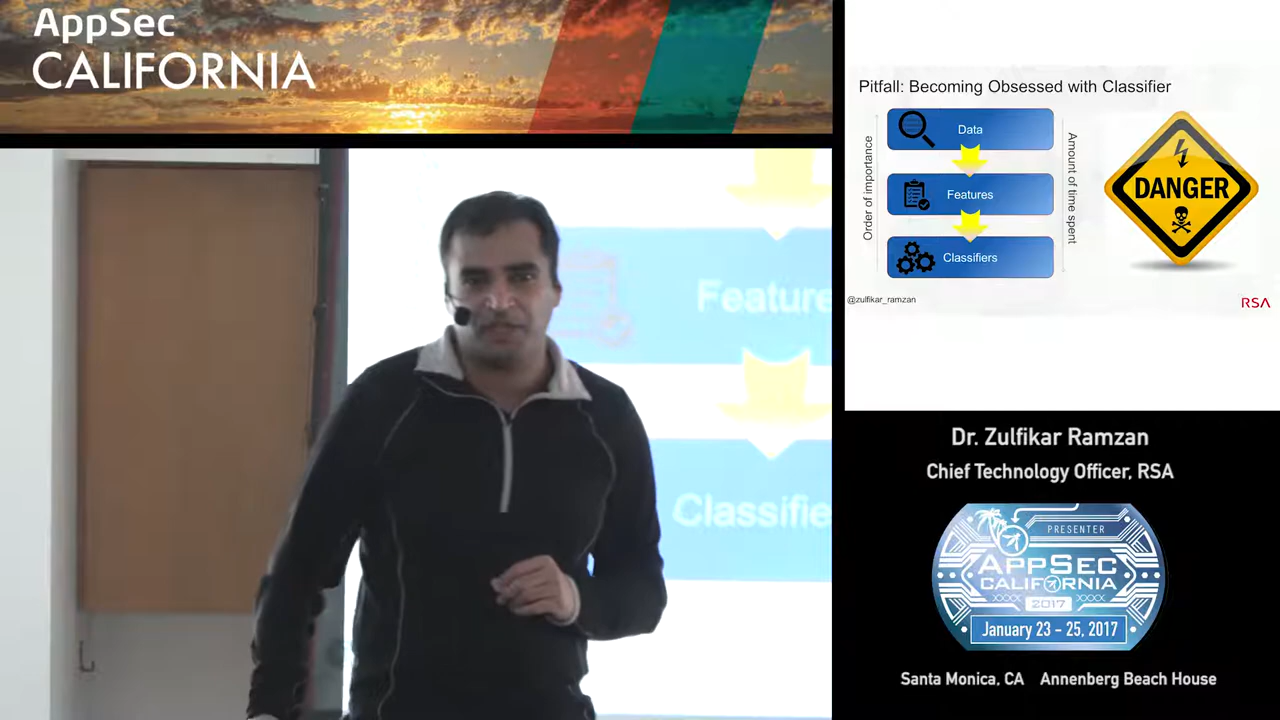 AppSec
CALIFORNIA
Feature
Classifie
Pitfall: Becoming Obsessed with Classifier
Order of importance
Data
Features
Classifiers
Amount of time spent
DANGER
@zulfikar_ramzan
RSA
Dr. Zulfikar Ramzan
Chief Technology Officer, RSA
PRESENTER
APPSEC
CALIFORNIA
2017
January 23 - 25, 2017
Santa Monica, CA Annenberg Beach House